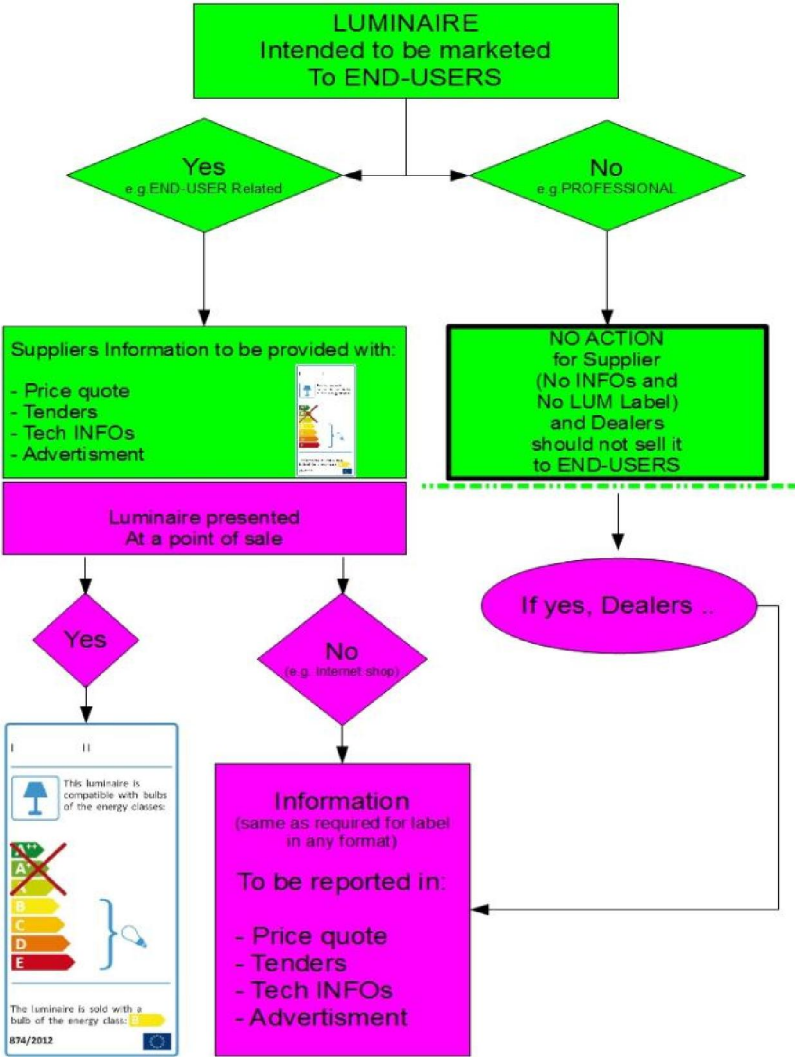 LUMINAIRE
Intended to be marketed
To END-USERS
Yes
e.g.END-USER Related
No
e.g.PROFESSIONAL
Suppliers Information to be provided with:
- Price quote
- Tenders
- Tech INFOs
- Advertisment
NO ACTION
for Supplier
(No INFOs and
No LUM Label)
and Dealers
should not sell it
to END-USERS
Luminaire presented
At a point of sale
If yes, Dealers ..
Yes
No
(e.g. Internet shop)
I II
This luminaire is
compatible with bulbs
of the energy classes:
A++
A+
A
B
C
D
E
The luminaire is sold with a
bulb of the energy class: B
874/2012
Information
(same as required for label
in any format)
To be reported in:
- Price quote
- Tenders
- Tech INFOs
- Advertisment